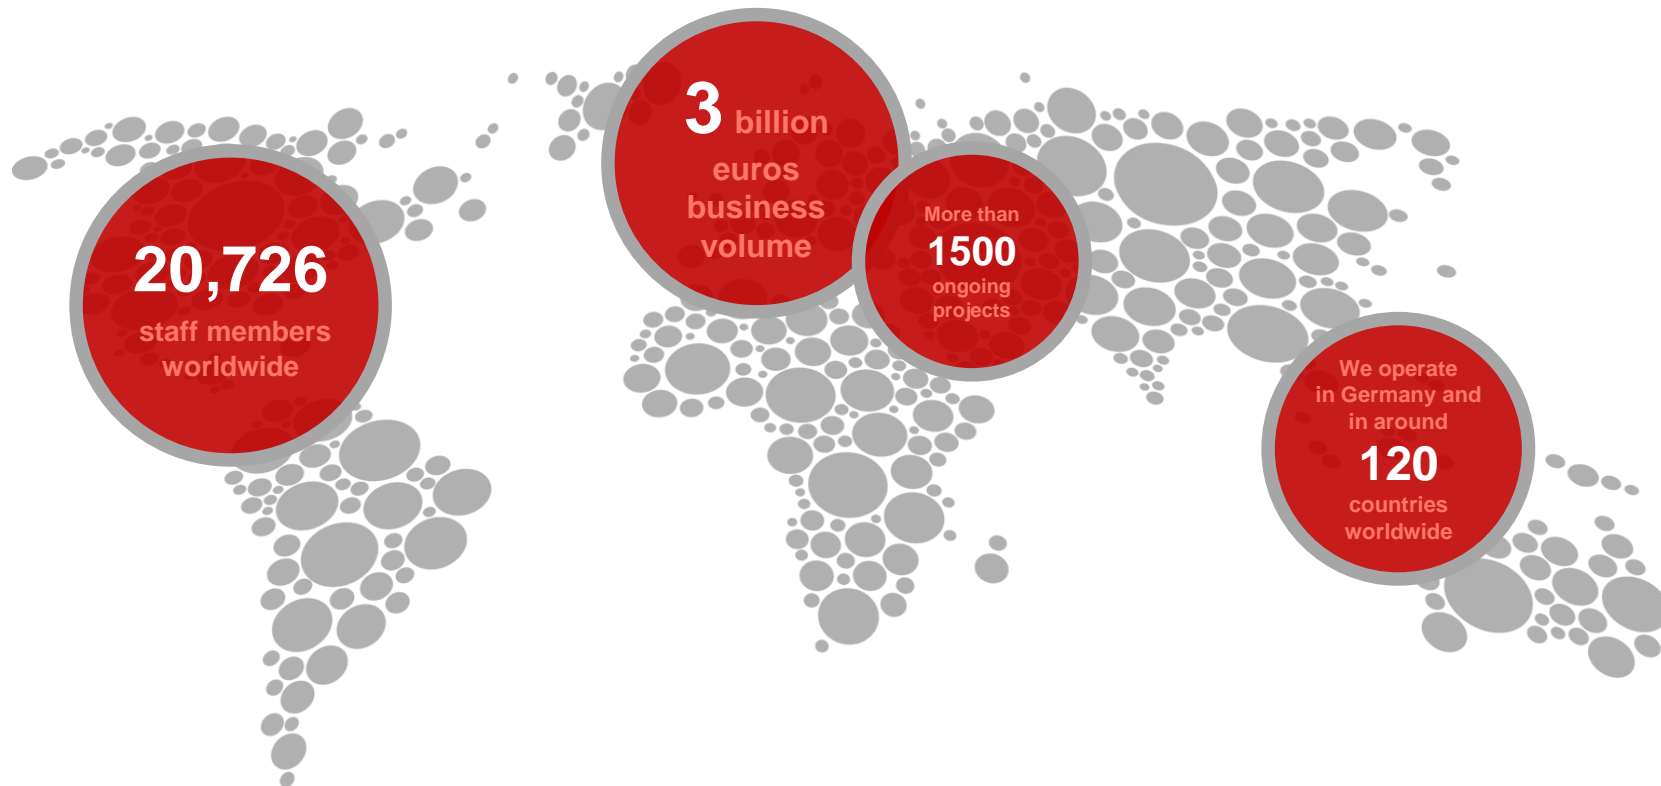 20,726
staff members
worldwide
3 billion
euros
business
volume
More than
1500
ongoing
projects
We operate
in Germany and
in around
120
countries
worldwide